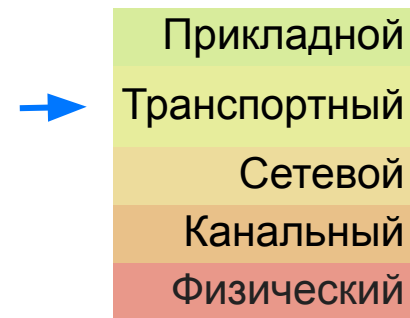 Прикладной
Транспортный
Сетевой
Канальный
Физический